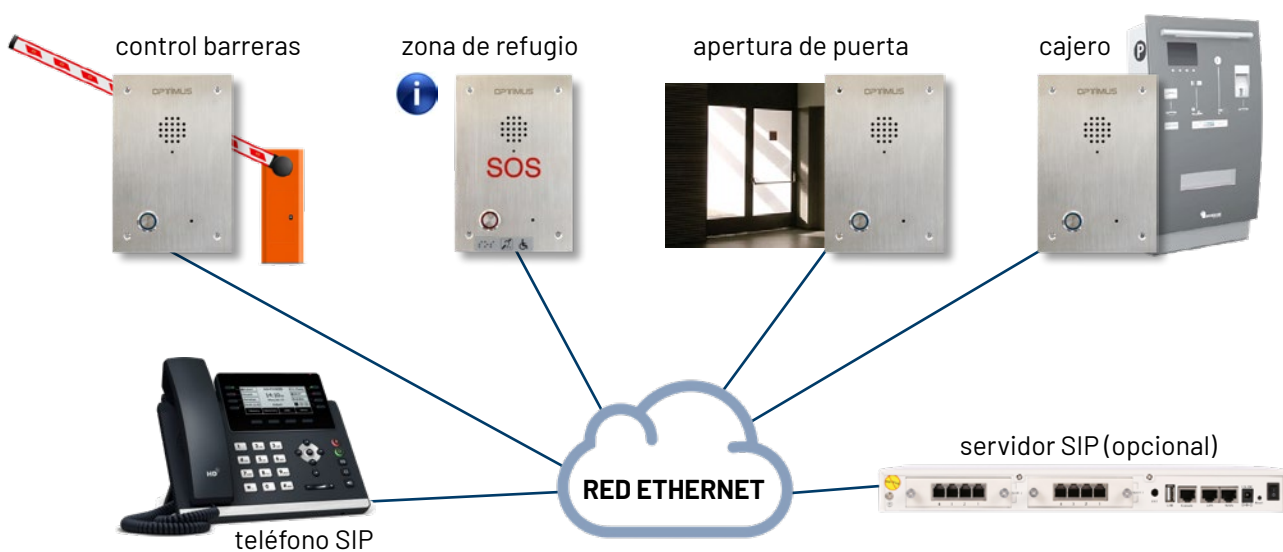 control barreras
zona de refugio
apertura de puerta
cajero
OPTIMUS
OPTIMUS
OPTIMUS
OPTIMUS
i
P
SOS
servidor SIP (opcional)
RED ETHERNET
HD
teléfono SIP